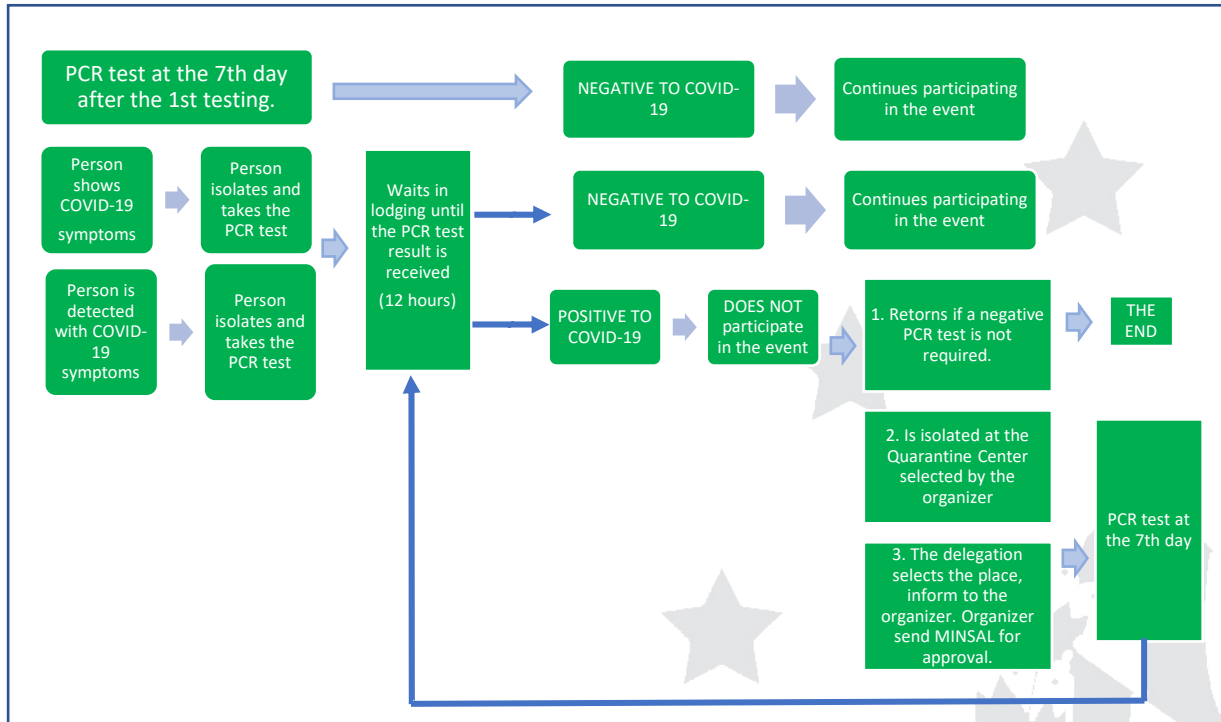 PCR test at the 7th day
after the 1st testing.
NEGATIVE TO COVID-
19
Continues participating
in the event
Person
shows
COVID-19
symptoms
Person
isolates and
takes the
PCR test
Waits in
lodging until
the PCR test
result is
received
(12 hours)
NEGATIVE TO COVID-
19
Continues participating
in the event
Person is
detected
with COVID-
19
symptoms
Person
isolates and
takes the
PCR test
POSITIVE TO
COVID-19
DOES NOT
participate
in the event
1. Retorns if a negative
PCR test is not
required.
THE
END
2. Is isolated at the
Quarantine Center
selected by the
organizer
3. The delegation
selects the place,
inform to the
organizer. Organizer
send MINSAL for
approval.
PCR test at
the 7th day